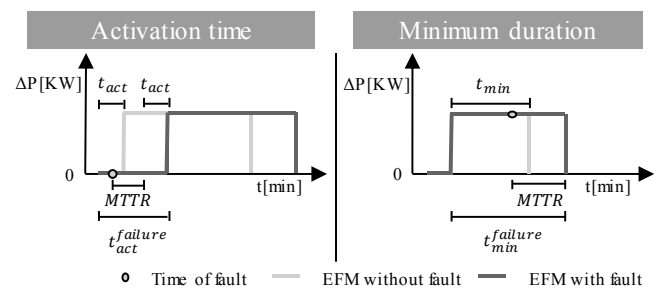 Activation time
Minimum duration
ΔP[KW]
t_act
t_act
0
t[min]
MTTR
t_act^failure
ΔP[KW]
t_min
0
t[min]
MTTR
t_min^failure
Time of fault
EFM without fault
EFM with fault